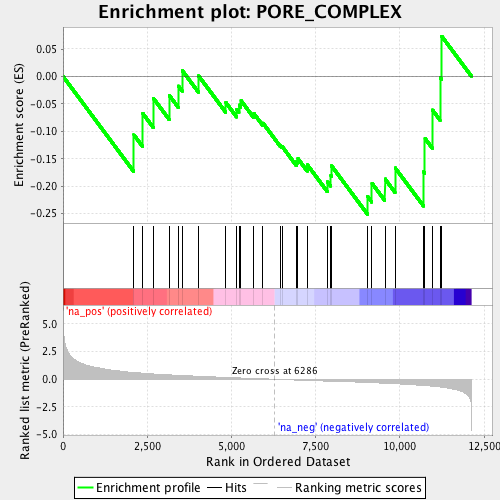 Enrichment plot: PORE_COMPLEX
Enrichment score (ES)
0.05
0.00
-0.05
-0.10
-0.15
-0.20
-0.25
'na_pos' (positively correlated)
Ranked list metric (PreRanked)
5.0
2.5
0.0
-2.5
-5.0
Zero cross at 6286
'na_neg' (negatively correlated)
0 2,500 5,000 7,500 10,000 12,500
Rank in Ordered Dataset
Enrichment profile Hits Ranking metric scores